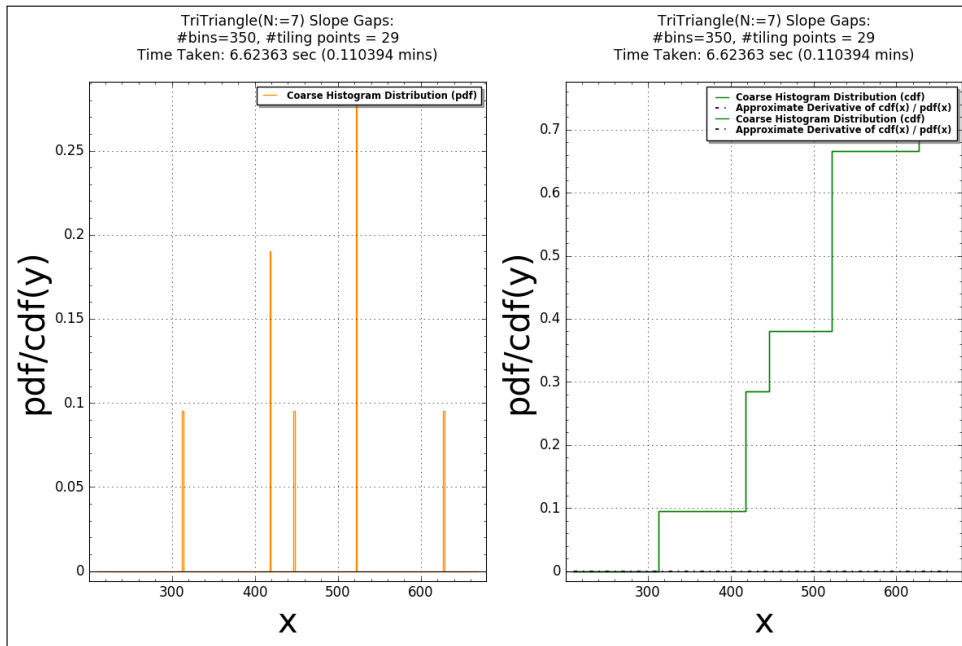 TriTriangle(N:=7) Slope Gaps:
#bins=350, #tiling points = 29
Time Taken: 6.62363 sec (0.110394 mins)
Coarse Histogram Distribution (pdf)
pdf/cdf(y)
0.25
0.2
0.15
0.1
0.05
0
300
400
500
600
x
TriTriangle(N:=7) Slope Gaps:
#bins=350, #tiling points = 29
Time Taken: 6.62363 sec (0.110394 mins)
Coarse Histogram Distribution (cdf)
Approximate Derivative of cdf(x) / pdf(x)
Coarse Histogram Distribution (cdf)
Approximate Derivative of cdf(x) / pdf(x)
pdf/cdf(y)
0.7
0.6
0.5
0.4
0.3
0.2
0.1
0
300
400
500
600
x